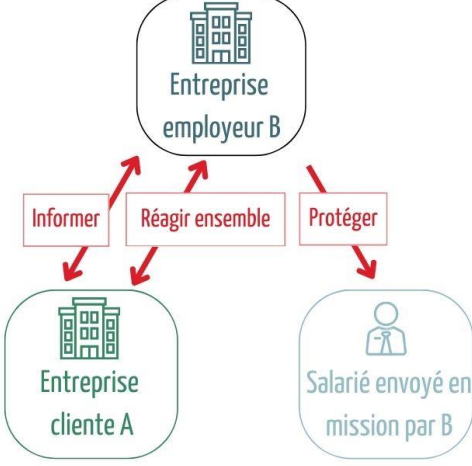 Entreprise
employeur B
Informer
Réagir ensemble
Protéger
Entreprise
cliente A
Salarié envoyé en
mission par B